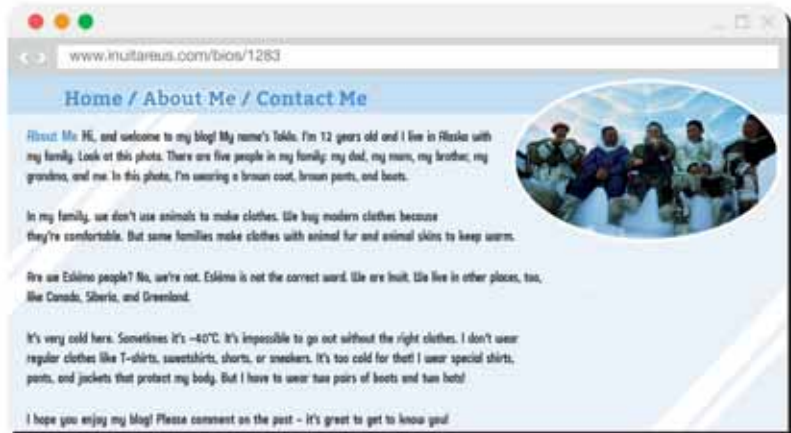 www.inuitareus.com/bios/1283
Home / About Me / Contact Me
About Me Hi, and welcome to my blog! My name's Taklo. I'm 12 years old and I live in Alaska with
my family. Look at this photo. There are five people in my family: my dad, my mom, my brother, my
grandma, and me. In this photo, I'm wearing a brown coat, brown pants, and boots.
In my family, we don't use animals to make clothes. We buy modern clothes because
they're comfortable. But some families make clothes with animal fur and animal skins to keep warm.
Are we Eskimo people? No, we're not. Eskimo is not the correct word. We are Inuit. We live in other places, too,
like Canada, Siberia, and Greenland.
It's very cold here. Sometimes it's –40°C. It's impossible to go out without the right clothes. I don't wear
regular clothes like T-shirts, sweatshirts, shorts, or sneakers. It's too cold for that! I wear special shirts,
pants, and jackets that protect my body. But I have to wear two pairs of boots and two hats!
I hope you enjoy my blog! Please comment on the post – it's great to get to know you!